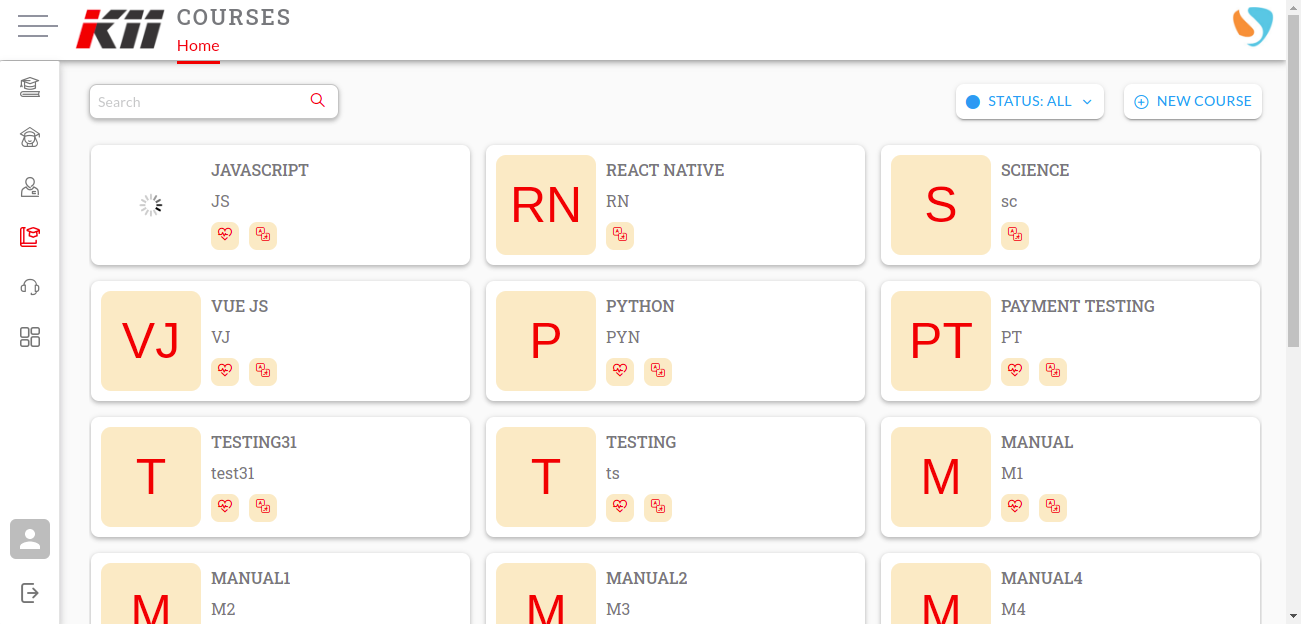 KII
COURSES
Home
Search
STATUS: ALL
NEW COURSE
JAVASCRIPT
JS
RN
REACT NATIVE
RN
S
SCIENCE
sc
VJ
VUE JS
VJ
P
PYTHON
PYN
PT
PAYMENT TESTING
PT
T
TESTING31
test31
T
TESTING
ts
M
MANUAL
M1
M
MANUAL1
M2
M
MANUAL2
M3
M
MANUAL4
M4